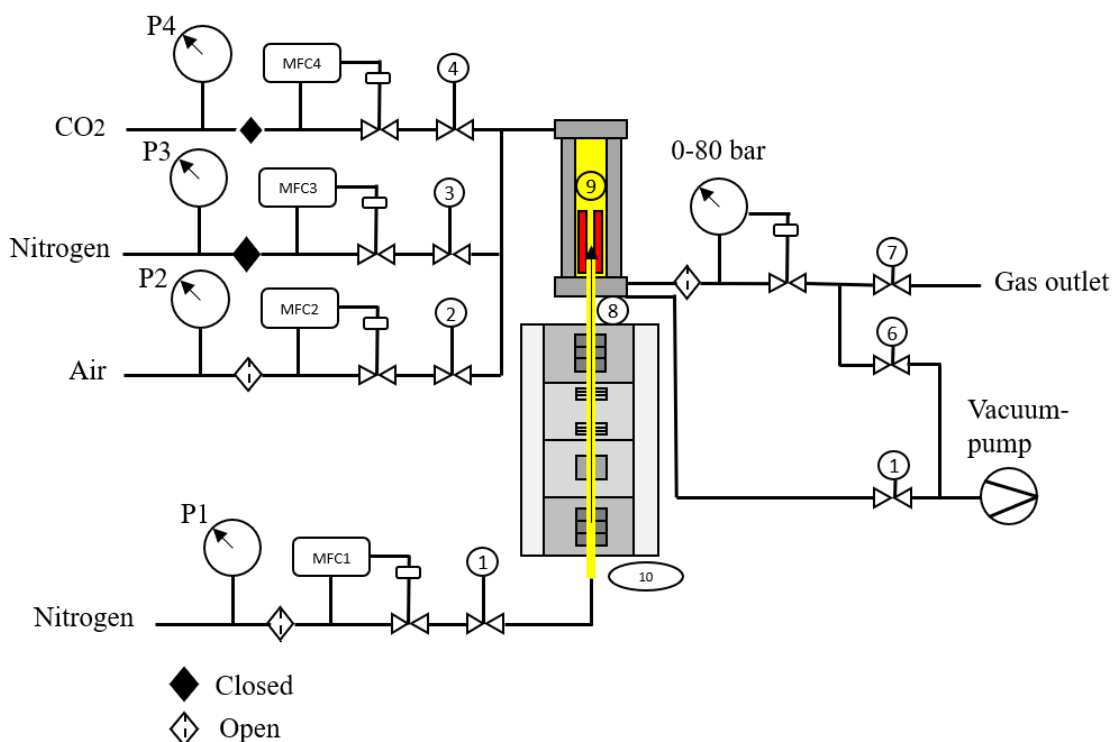 P4
MFC4
4
CO2
P3
MFC3
3
9
0-80 bar
Nitrogen
P2
MFC2
2
8
7
Gas outlet
6
Air
Vacuum-
pump
1
P1
MFC1
1
10
Nitrogen
Closed
Open